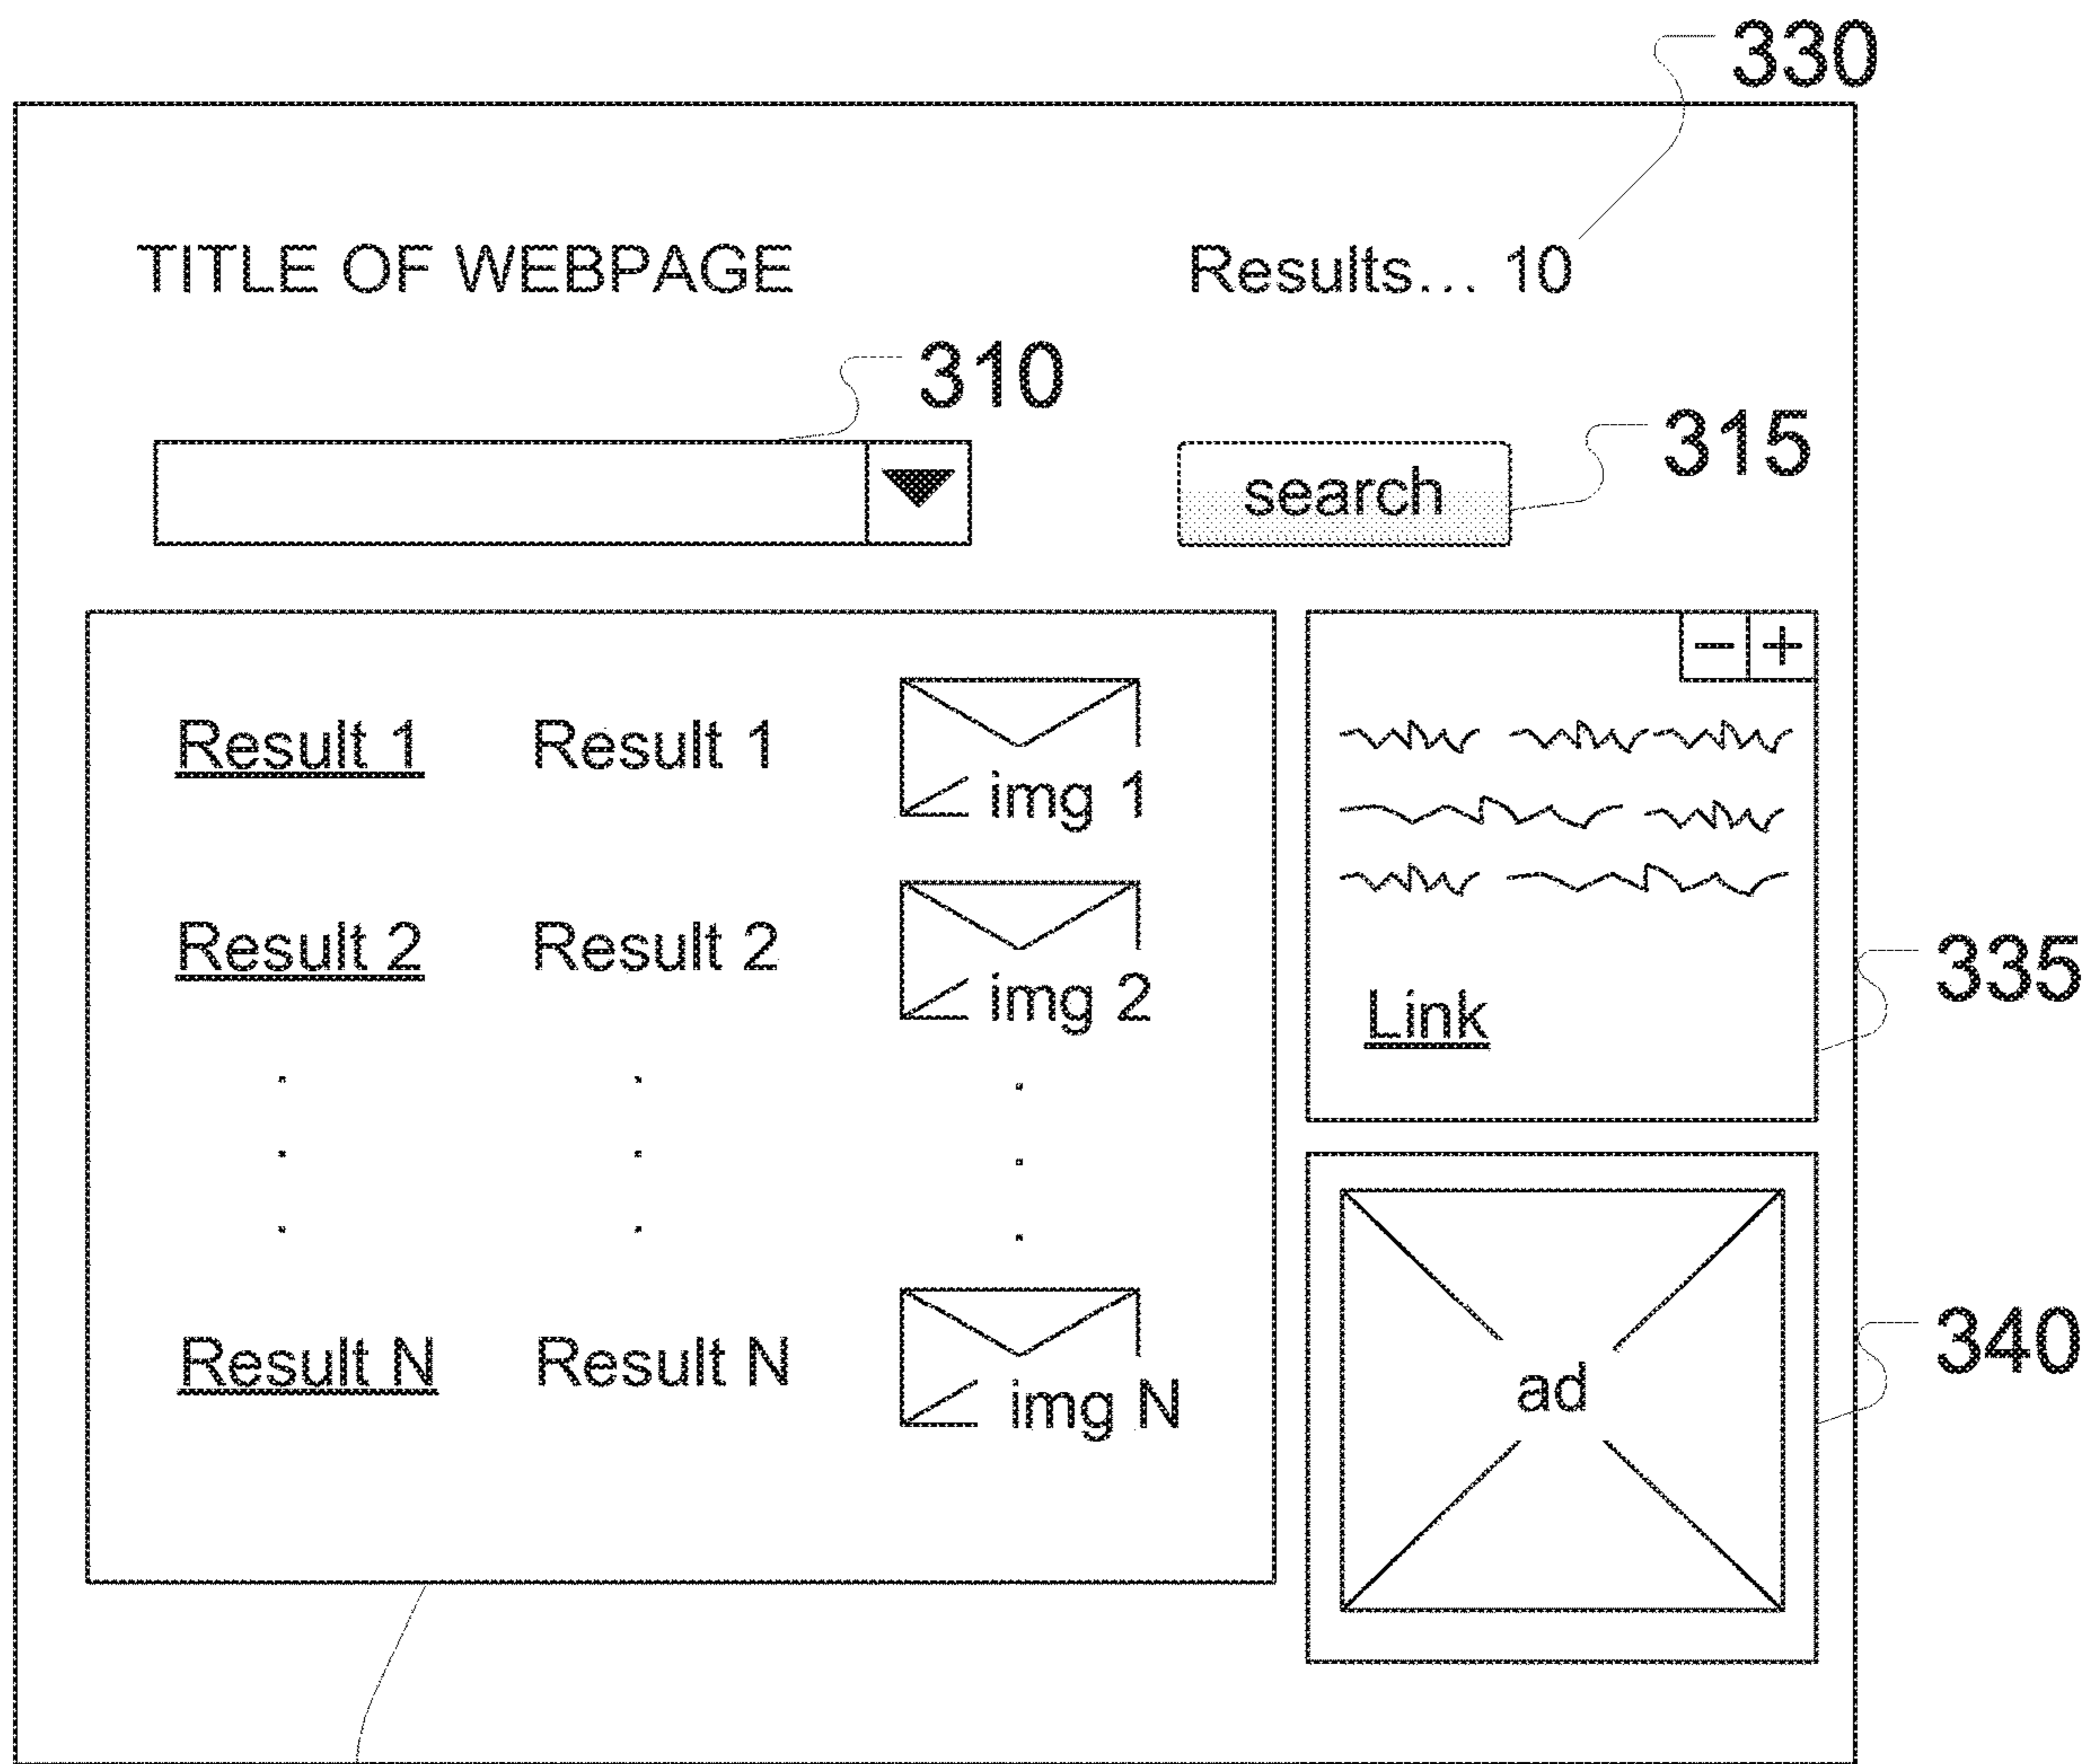 330
TITLE OF WEBPAGE Results... 10
310
315
search
- +
Result 1 Result 1 img 1
Result 2 Result 2 img 2
335
Link
Result N Result N img N
340
ad